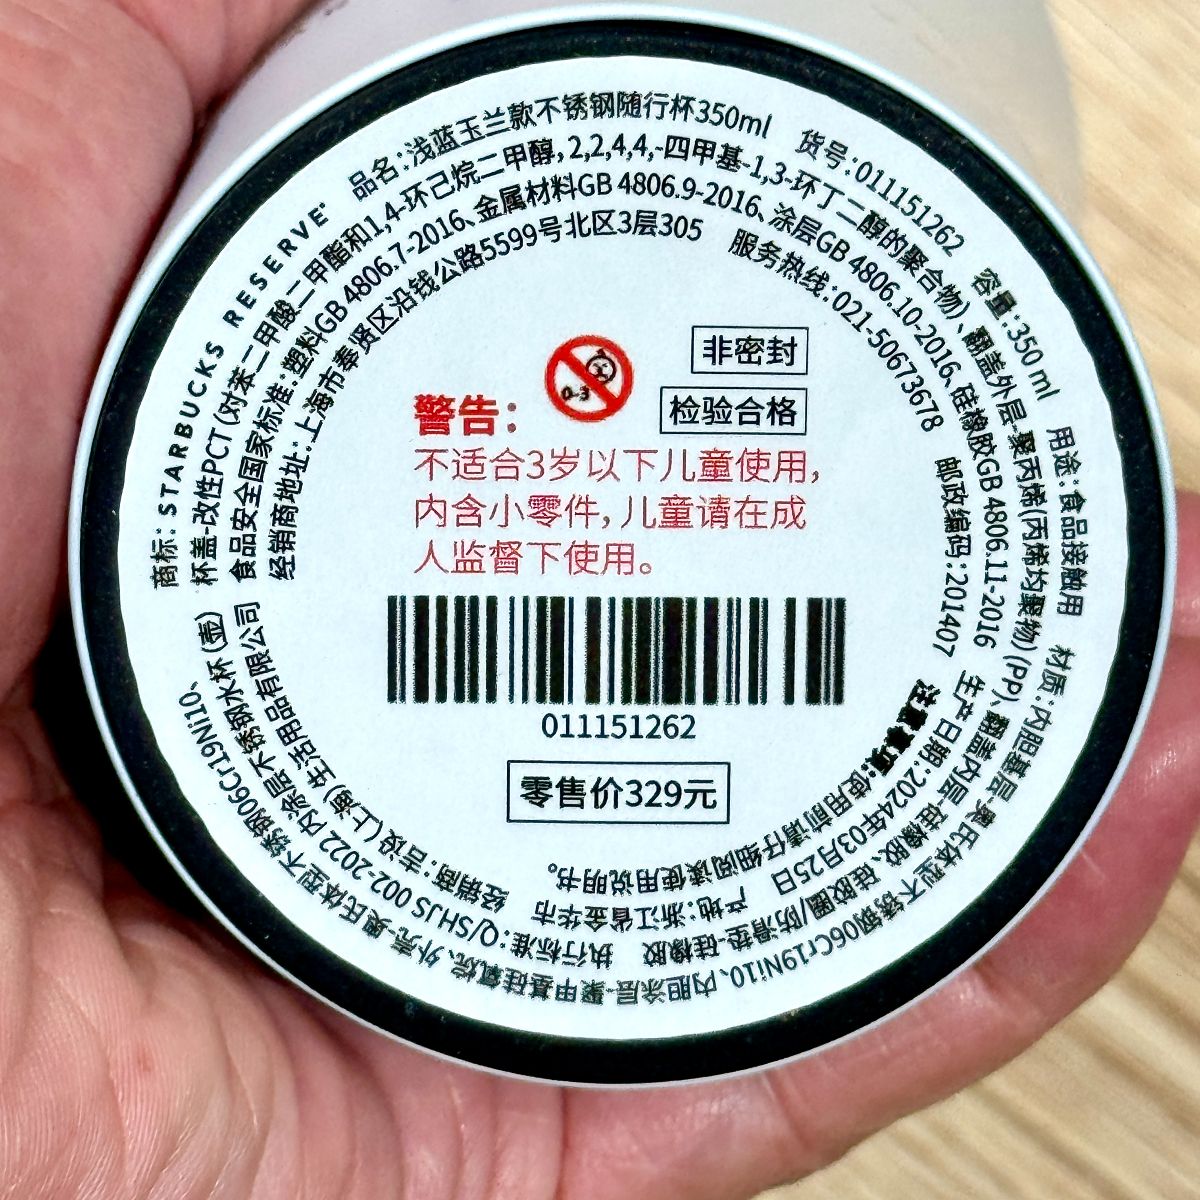 商标: STARBUCKS RESERVE® 品名: 浅蓝玉兰款不锈钢随行杯350ml 货号: 011151262 容量: 350 ml 用途: 食品接触用 材质: 内胆基层-奥氏体型不锈钢06Cr19Ni10、内胆涂层-聚甲基硅氧烷、外壳-奥氏体型不锈钢06Cr19Ni10、
杯盖-改性PCT (对苯二甲酸二甲酯和1,4-环己烷二甲醇, 2,2,4,4,-四甲基-1,3-环丁二醇的聚合物)、翻盖外层-聚丙烯(丙烯均聚物) (PP)、翻盖内层-硅橡胶、硅胶圈/防滑垫-硅橡胶 执行标准: Q/SHJS 002-2022 内涂层不锈钢水杯 (壶)
食品安全国家标准: 塑料GB 4806.7-2016、金属材料GB 4806.9-2016、涂层GB 4806.10-2016、硅橡胶GB 4806.11-2016 生产日期: 2024年03月25日 产地: 浙江省金华市 经销商: 吉设 (上海) 生活用品有限公司
经销商地址: 上海市奉贤区沿钱公路5599号北区3层305 服务热线: 021-50673678 邮政编码: 201407 注意事项: 使用前请仔细阅读使用说明书。
0-3
非密封
检验合格
警告:
不适合3岁以下儿童使用,
内含小零件, 儿童请在成
人监督下使用。
011151262
零售价329元